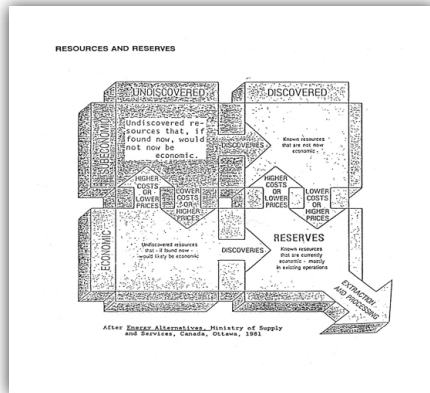 RESOURCES AND RESERVES
UNDISCOVERED
DISCOVERED
SUBECONOMIC
Undiscovered re-
sources that, if
found now, would
not now be
economic.
DISCOVERIES
Known resources
that are not now
economic
HIGHER
COSTS
OR
LOWER
PRICES
LOWER
COSTS
OR
HIGHER
PRICES
HIGHER
COSTS
OR
LOWER
PRICES
LOWER
COSTS
OR
HIGHER
PRICES
ECONOMIC
Undiscovered resources
that - if found now -
would likely be economic
DISCOVERIES
RESERVES
Known resources
that are currently
economic - mostly
in existing operations
EXTRACTION
AND PROCESSING
After Energy Alternatives, Ministry of Supply
and Services, Canada, Ottawa, 1981